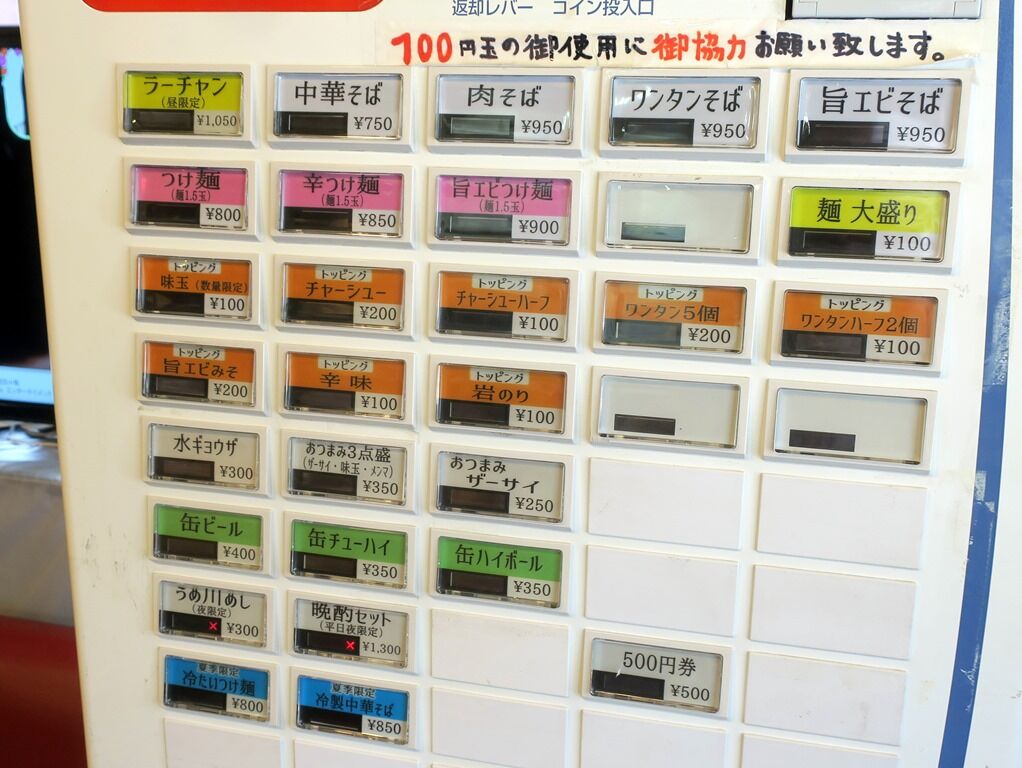 返却レバー　コイン投入口
100円玉の御使用に御協力お願い致します。
ラーチャン
(昼限定)
¥1,050
中華そば
¥750
肉そば
¥950
ワンタンそば
¥950
旨エビそば
¥950
つけ麺
(麺1.5玉)
¥800
辛つけ麺
(麺1.5玉)
¥850
旨エビつけ麺
(麺1.5玉)
¥900
麺 大盛り
¥100
トッピング
味玉 (数量限定)
¥100
トッピング
チャーシュー
¥200
トッピング
チャーシューハーフ
¥100
トッピング
ワンタン5個
¥200
トッピング
ワンタンハーフ2個
¥100
トッピング
旨エビみそ
¥200
トッピング
辛味
¥100
トッピング
岩のり
¥100
水ギョウザ
¥300
おつまみ3点盛
(ザーサイ・味玉・メンマ)
¥350
おつまみ
ザーサイ
¥250
缶ビール
¥400
缶チューハイ
¥350
缶ハイボール
¥350
うめ川めし
(夜限定)
×
¥300
晩酌セット
(平日夜限定)
×
¥1,300
500円券
¥500
夏季限定
冷たいつけ麺
¥800
夏季限定
冷製中華そば
¥850